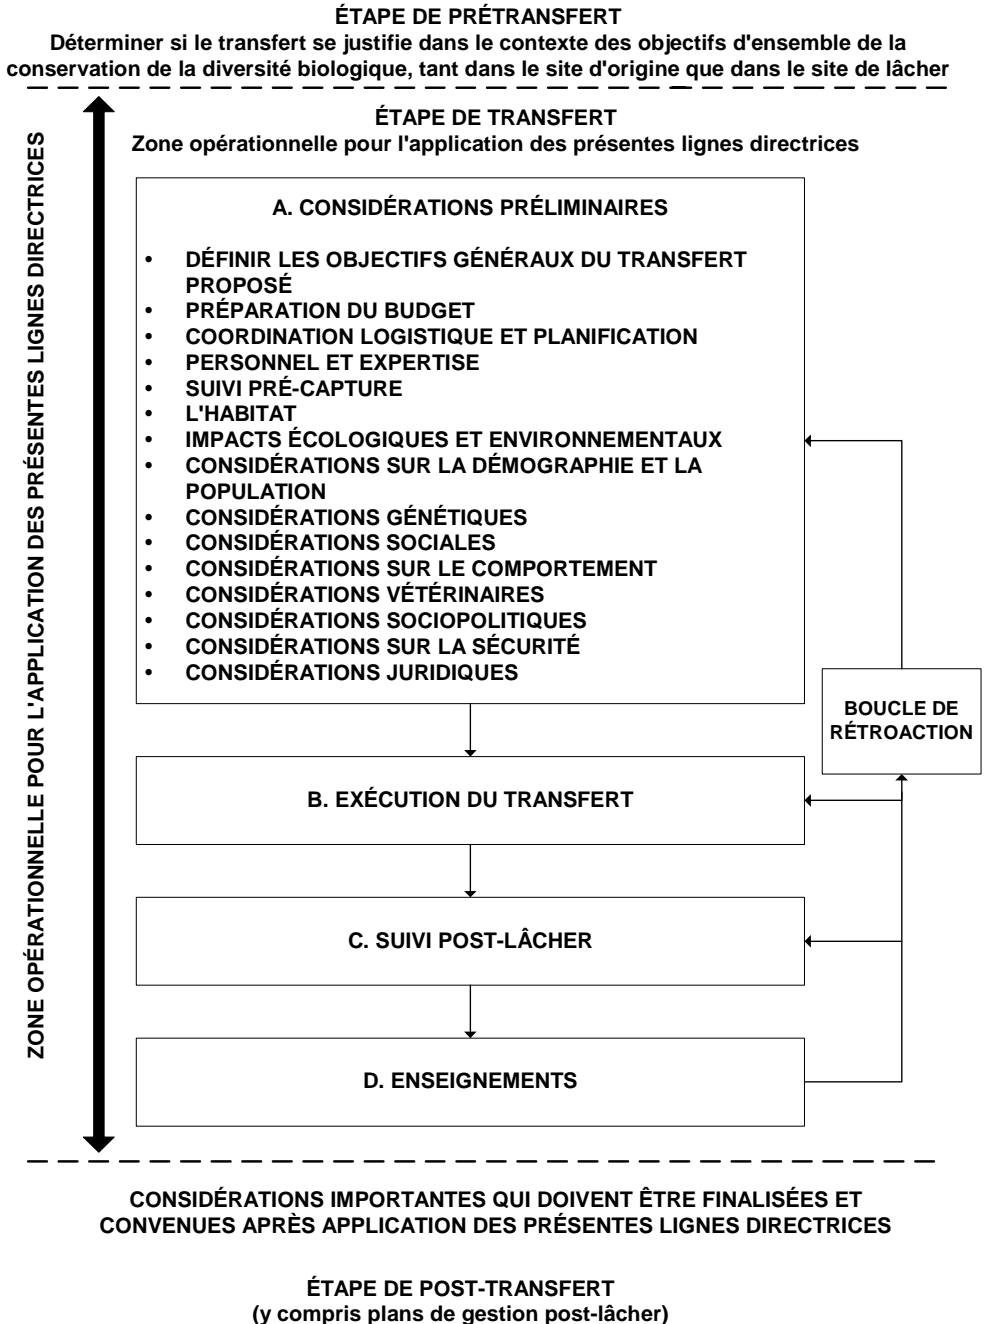 ÉTAPE DE PRÉTRANSFERT
Déterminer si le transfert se justifie dans le contexte des objectifs d'ensemble de la
conservation de la diversité biologique, tant dans le site d'origine que dans le site de lâcher
ÉTAPE DE TRANSFERT
Zone opérationnelle pour l'application des présentes lignes directrices
ZONE OPÉRATIONNELLE POUR L'APPLICATION DES PRÉSENTES LIGNES DIRECTRICES
A. CONSIDÉRATIONS PRÉLIMINAIRES
• DÉFINIR LES OBJECTIFS GÉNÉRAUX DU TRANSFERT
PROPOSÉ
• PRÉPARATION DU BUDGET
• COORDINATION LOGISTIQUE ET PLANIFICATION
• PERSONNEL ET EXPERTISE
• SUIVI PRÉ-CAPTURE
• L'HABITAT
• IMPACTS ÉCOLOGIQUES ET ENVIRONNEMENTAUX
• CONSIDÉRATIONS SUR LA DÉMOGRAPHIE ET LA
POPULATION
• CONSIDÉRATIONS GÉNÉTIQUES
• CONSIDÉRATIONS SOCIALES
• CONSIDÉRATIONS SUR LE COMPORTEMENT
• CONSIDÉRATIONS VÉTÉRINAIRES
• CONSIDÉRATIONS SOCIOPOLITIQUES
• CONSIDÉRATIONS SUR LA SÉCURITÉ
• CONSIDÉRATIONS JURIDIQUES
BOUCLE DE
RÉTROACTION
B. EXÉCUTION DU TRANSFERT
C. SUIVI POST-LÂCHER
D. ENSEIGNEMENTS
CONSIDÉRATIONS IMPORTANTES QUI DOIVENT ÊTRE FINALISÉES ET
CONVENUES APRÈS APPLICATION DES PRÉSENTES LIGNES DIRECTRICES
ÉTAPE DE POST-TRANSFERT
(y compris plans de gestion post-lâcher)